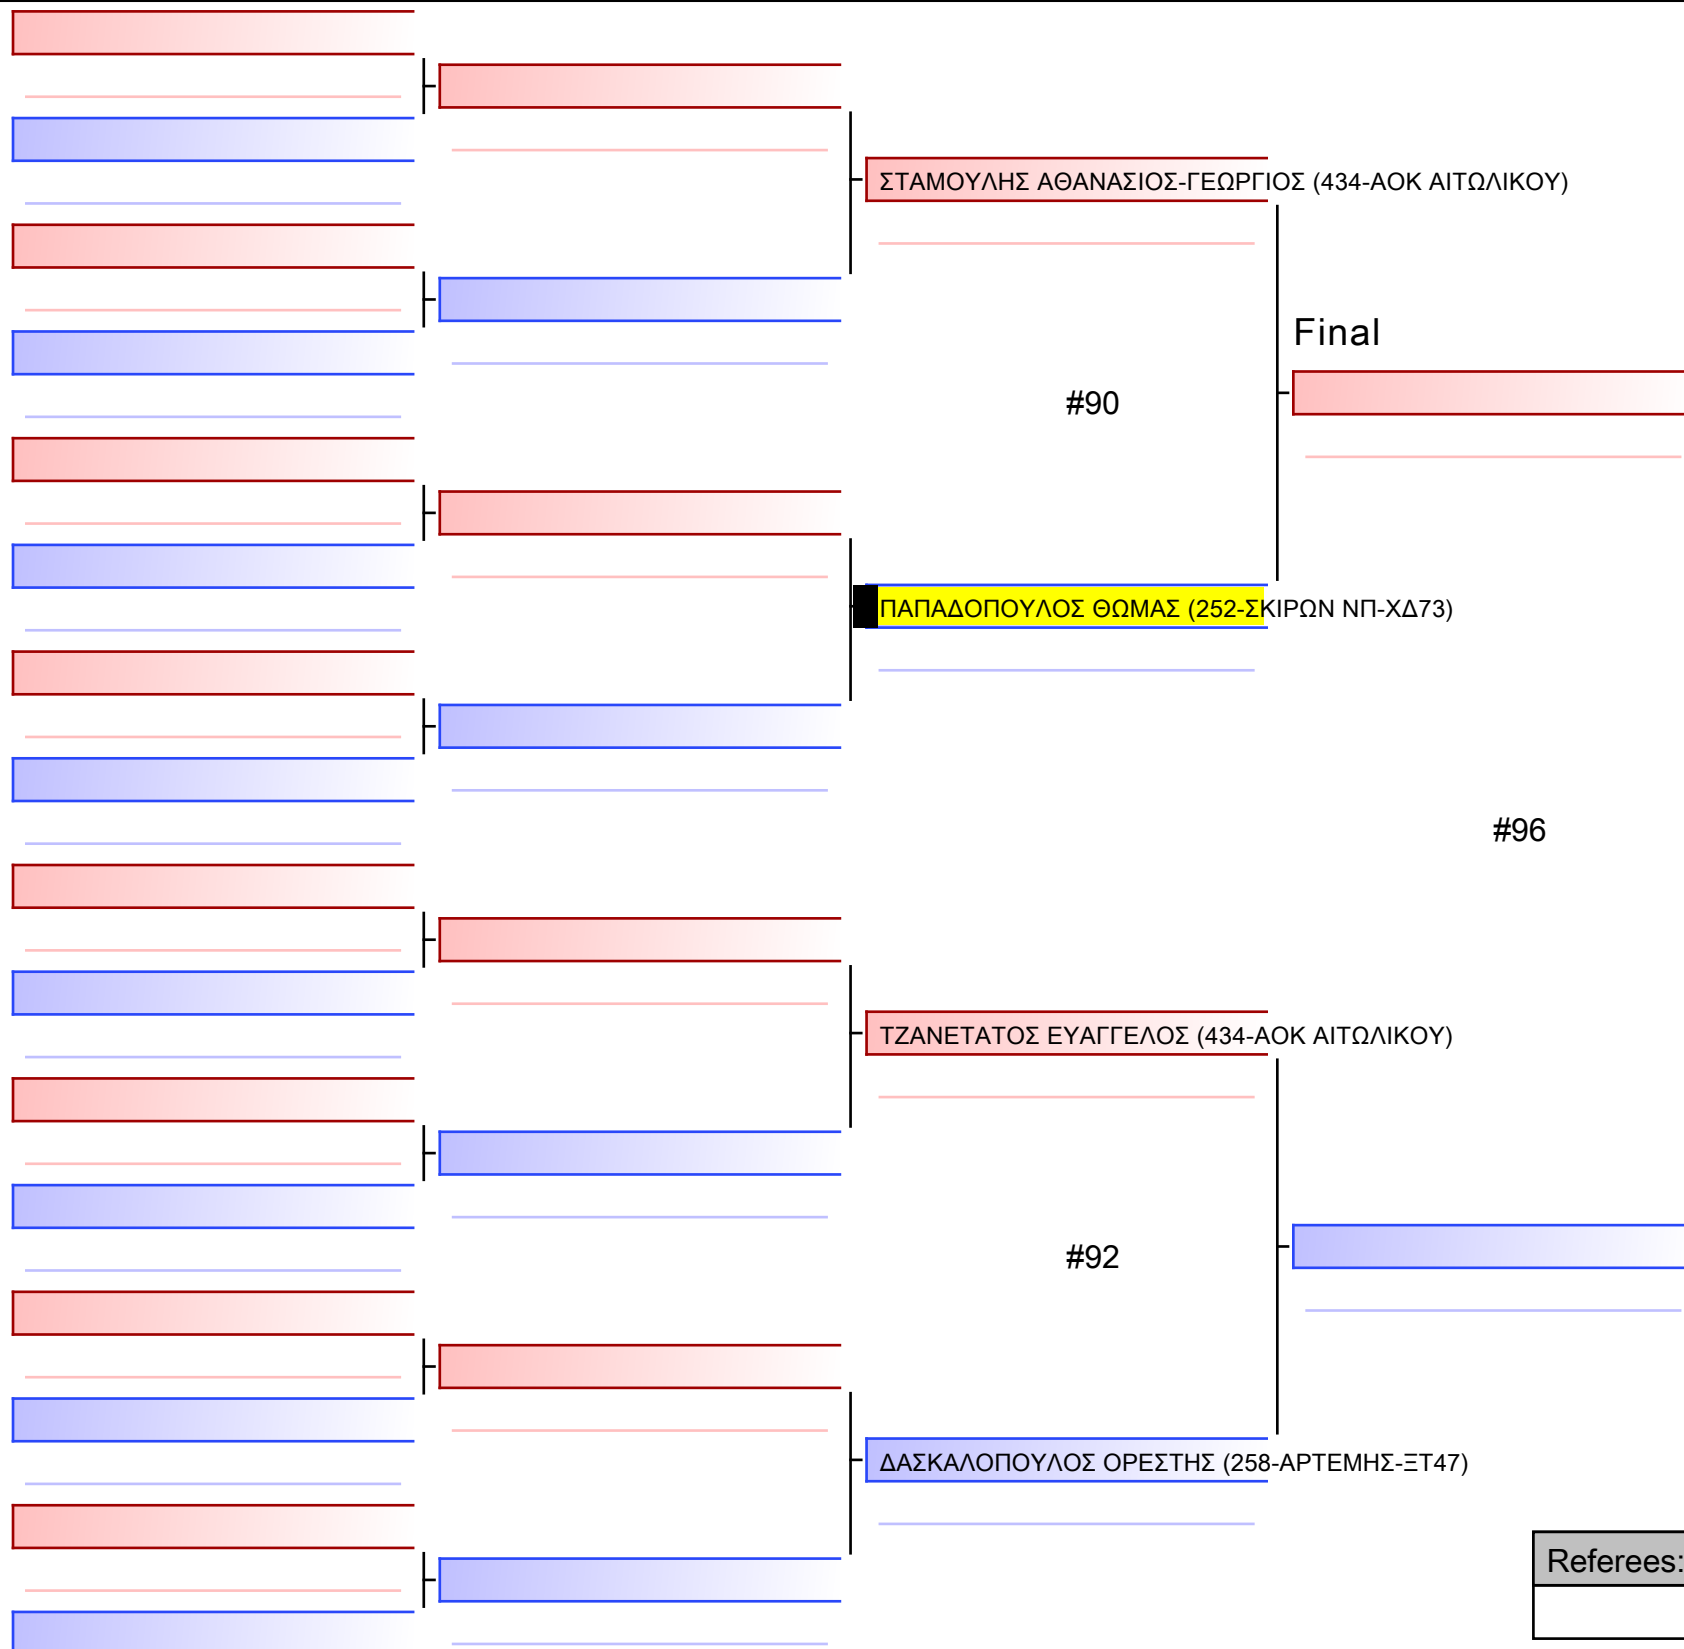 ΣΤΑΜΟΥΛΗΣ ΑΘΑΝΑΣΙΟΣ-ΓΕΩΡΓΙΟΣ (434-ΑΟΚ ΑΙΤΩΛΙΚΟΥ)
Final
#90
ΠΑΠΑΔΟΠΟΥΛΟΣ ΘΩΜΑΣ (252-ΣΚΙΡΩΝ ΝΠ-ΧΔ73)
#96
ΤΖΑΝΕΤΑΤΟΣ ΕΥΑΓΓΕΛΟΣ (434-ΑΟΚ ΑΙΤΩΛΙΚΟΥ)
#92
ΔΑΣΚΑΛΟΠΟΥΛΟΣ ΟΡΕΣΤΗΣ (258-ΑΡΤΕΜΗΣ-ΞΤ47)
Referees: